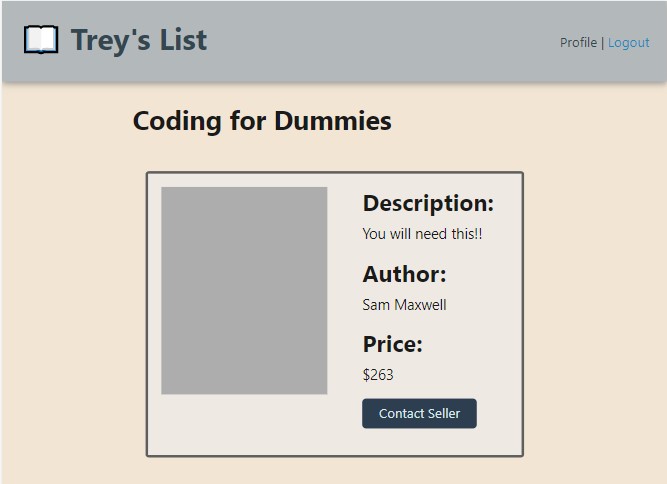 Trey's List
Profile | Logout
Coding for Dummies
Description:
You will need this!!
Author:
Sam Maxwell
Price:
$263
Contact Seller